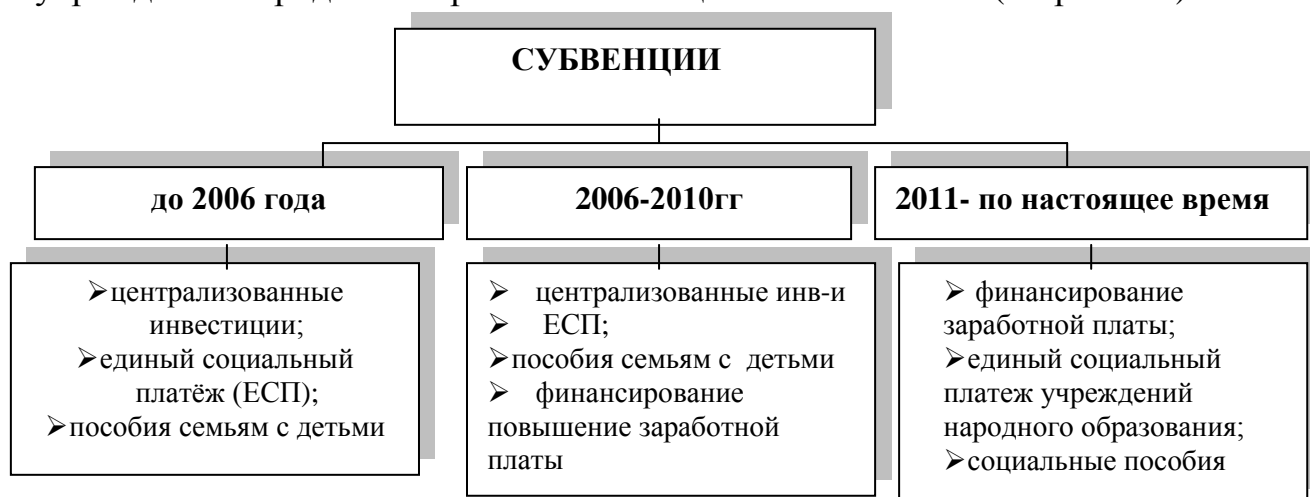 СУБВЕНЦИИ
до 2006 года
2006-2010гг
2011- по настоящее время
➢централизованные
инвестиции;
➢единый социальный
платёж (ЕСП);
➢пособия семьям с детьми
➢ централизованные инв-и
➢ ЕСП;
➢пособия семьям с детьми
➢ финансирование
повышение заработной
платы
➢ финансирование
заработной платы;
➢единый социальный
платеж учреждений
народного образования;
➢социальные пособия